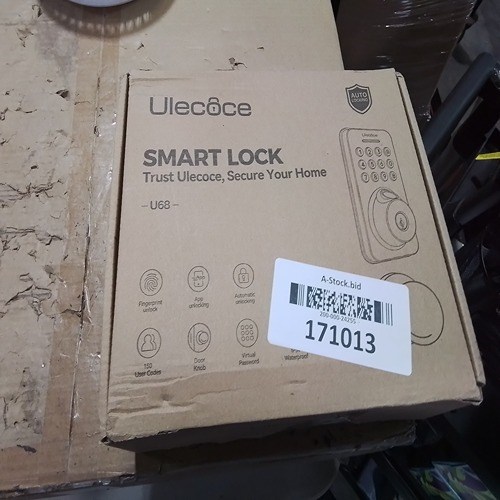 Ulecoce
AUTO
LOCKING
SMART LOCK
Trust Ulecoce, Secure Your Home
- U68 -
Fingerprint
unlock
App
unlocking
Automatic
unlocking
User Codes
Door
Knob
Virtual
Password
Waterproof
A-Stock.bid
171013